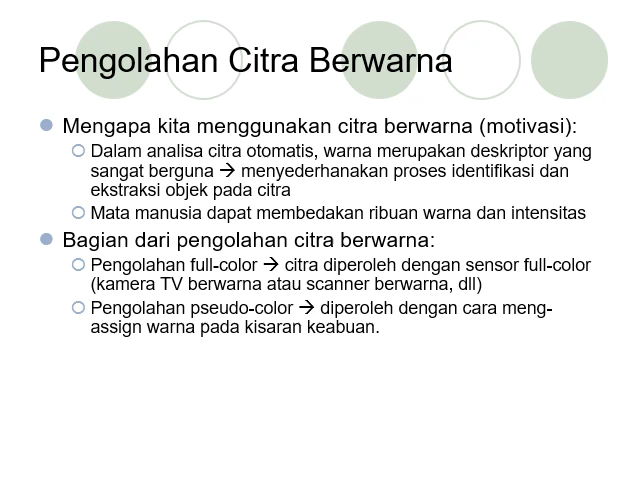 Pengolahan Citra Berwarna
Mengapa kita menggunakan citra berwarna (motivasi):
Dalam analisa citra otomatis, warna merupakan deskriptor yang
sangat berguna → menyederhanakan proses identifikasi dan
ekstraksi objek pada citra
Mata manusia dapat membedakan ribuan warna dan intensitas
Bagian dari pengolahan citra berwarna:
Pengolahan full-color → citra diperoleh dengan sensor full-color
(kamera TV berwarna atau scanner berwarna, dll)
Pengolahan pseudo-color → diperoleh dengan cara meng-
assign warna pada kisaran keabuan.